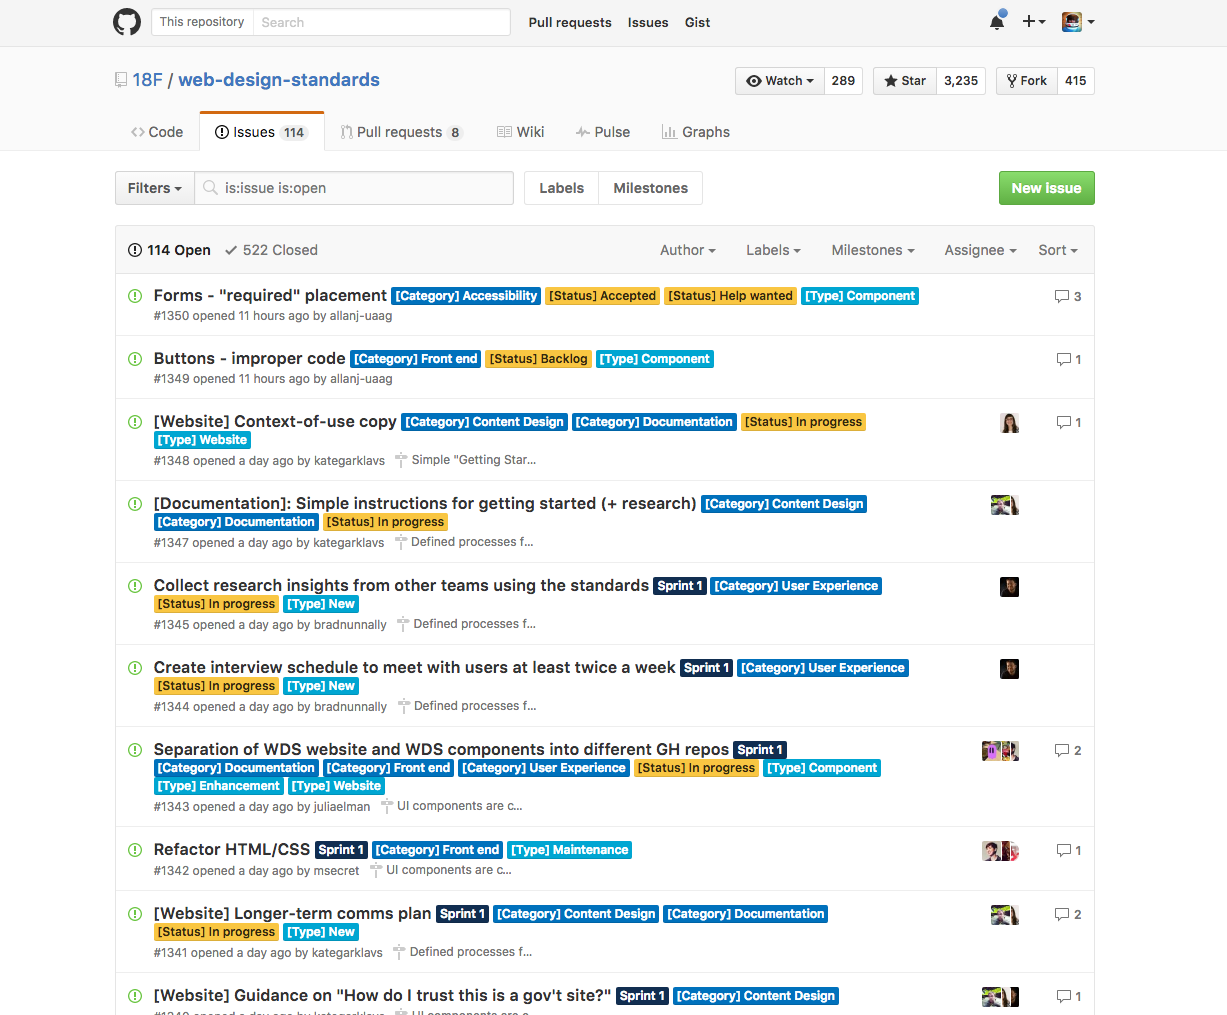 This repository Search Pull requests Issues Gist
18F / web-design-standards Watch 289 Star 3,235 Fork 415
Code Issues 114 Pull requests 8 Wiki Pulse Graphs
Filters is:issue is:open Labels Milestones New issue
114 Open 522 Closed Author Labels Milestones Assignee Sort
Forms - "required" placement [Category] Accessibility [Status] Accepted [Status] Help wanted [Type] Component 3
#1350 opened 11 hours ago by allanj-uaag
Buttons - improper code [Category] Front end [Status] Backlog [Type] Component 1
#1349 opened 11 hours ago by allanj-uaag
[Website] Context-of-use copy [Category] Content Design [Category] Documentation [Status] In progress 1
[Type] Website
#1348 opened a day ago by kategarklavs Simple "Getting Star...
[Documentation]: Simple instructions for getting started (+ research) [Category] Content Design
[Category] Documentation [Status] In progress
#1347 opened a day ago by kategarklavs Defined processes f...
Collect research insights from other teams using the standards Sprint 1 [Category] User Experience
[Status] In progress [Type] New
#1345 opened a day ago by bradnunnally Defined processes f...
Create interview schedule to meet with users at least twice a week Sprint 1 [Category] User Experience
[Status] In progress [Type] New
#1344 opened a day ago by bradnunnally Defined processes f...
Separation of WDS website and WDS components into different GH repos Sprint 1 2
[Category] Documentation [Category] Front end [Category] User Experience [Status] In progress [Type] Component
[Type] Enhancement [Type] Website
#1343 opened a day ago by juliaelman UI components are c...
Refactor HTML/CSS Sprint 1 [Category] Front end [Type] Maintenance 1
#1342 opened a day ago by msecret UI components are c...
[Website] Longer-term comms plan Sprint 1 [Category] Content Design [Category] Documentation 2
[Status] In progress [Type] New
#1341 opened a day ago by kategarklavs Defined processes f...
[Website] Guidance on "How do I trust this is a gov't site?" Sprint 1 [Category] Content Design 1
#1340 opened a day ago by kategarklavs UI components are c...